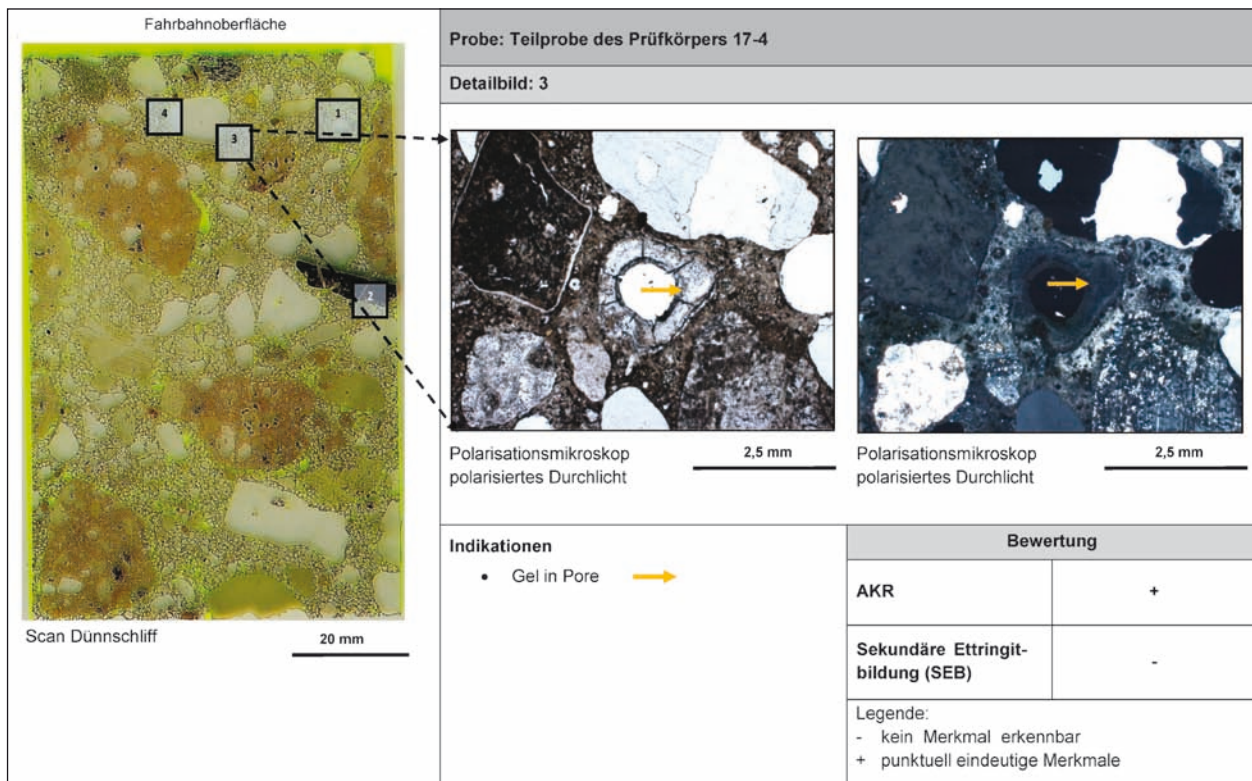 Fahrbahnoberfläche
4
1
3
2
Scan Dünnschliff
20 mm
Probe: Teilprobe des Prüfkörpers 17-4
Detailbild: 3
Polarisationsmikroskop
polarisiertes Durchlicht
2,5 mm
Polarisationsmikroskop
polarisiertes Durchlicht
2,5 mm
Indikationen
• Gel in Pore
Bewertung
AKR
+
Sekundäre Ettringit-
bildung (SEB)
-
Legende:
- kein Merkmal erkennbar
+ punktuell eindeutige Merkmale